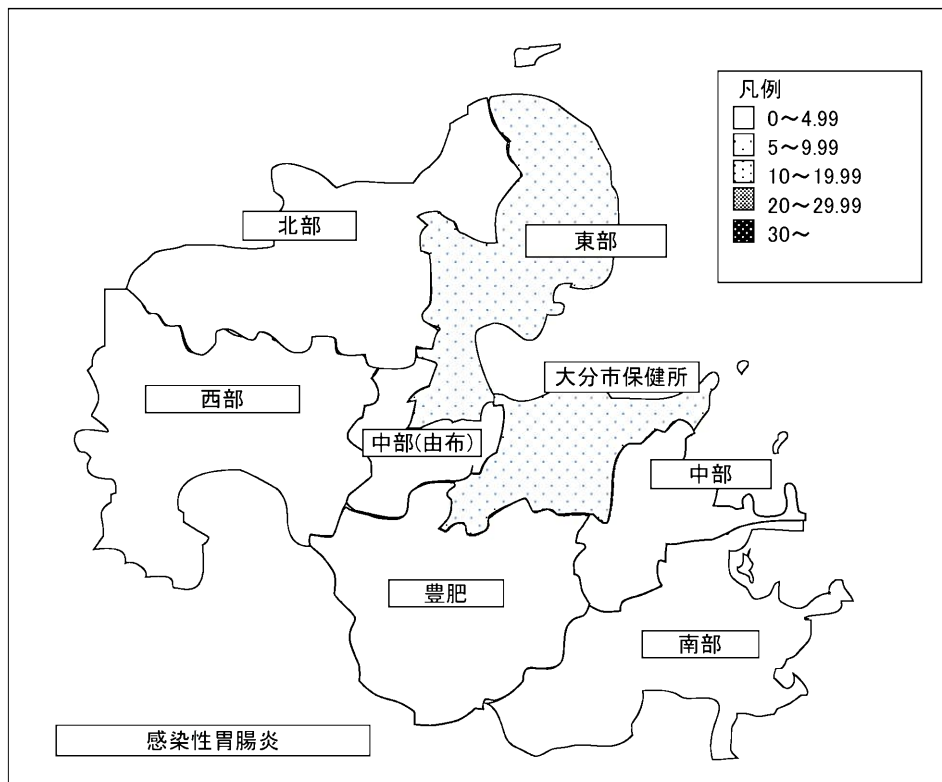 凡例
0～4.99
5～9.99
10～19.99
20～29.99
30～
北部
東部
大分市保健所
西部
中部(由布)
中部
豊肥
南部
感染性胃腸炎